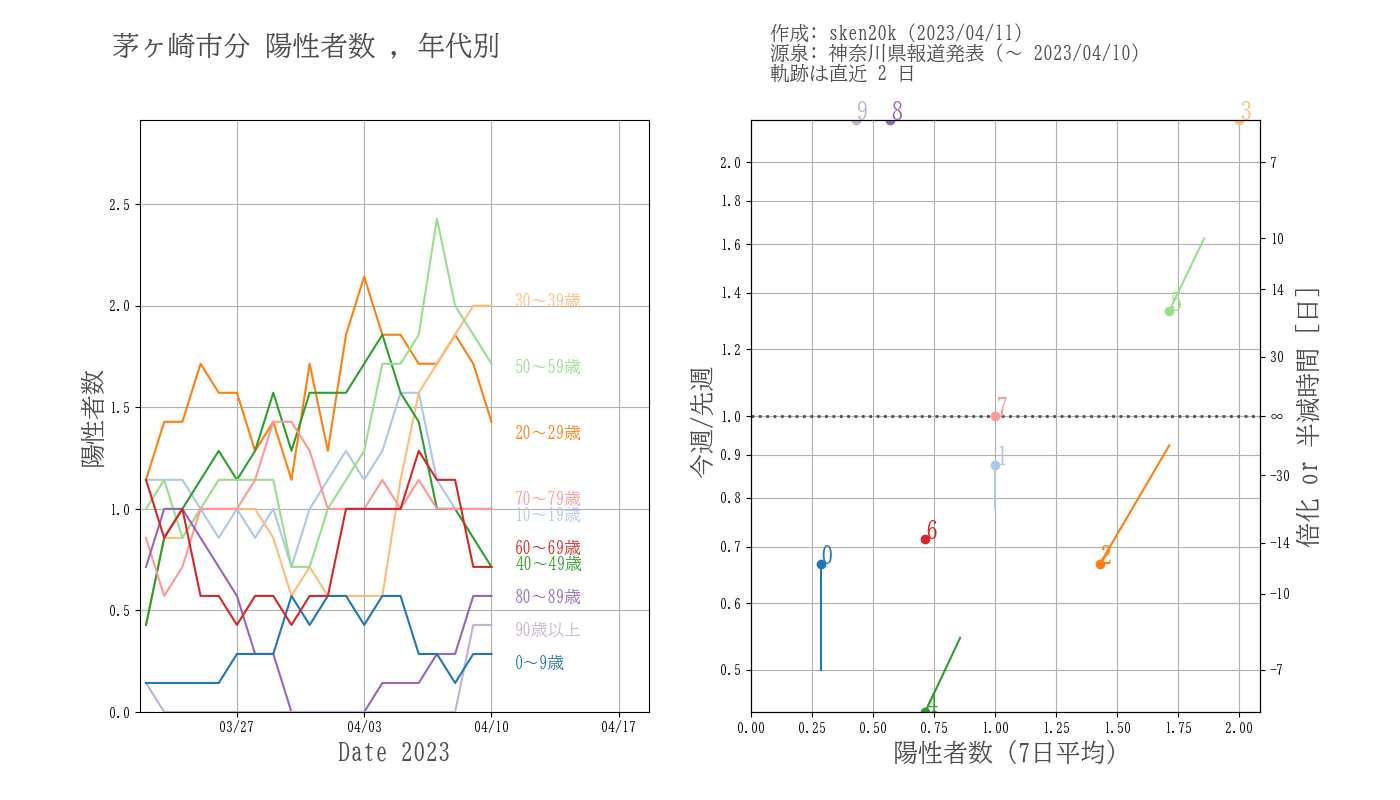 茅ヶ崎市分 陽性者数 , 年代別
作成: sken20k (2023/04/11)
源泉: 神奈川県報道発表 (〜 2023/04/10)
軌跡は直近 2 日
陽性者数
2.5
2.0
1.5
1.0
0.5
0.0
03/27
04/03
04/10
04/17
Date 2023
30〜39歳
50〜59歳
20〜29歳
70〜79歳
10〜19歳
60〜69歳
40〜49歳
80〜89歳
90歳以上
0〜9歳
今週/先週
2.0
1.8
1.6
1.4
1.2
1.0
0.9
0.8
0.7
0.6
0.5
9
8
3
5
7
1
6
0
2
4
0.00
0.25
0.50
0.75
1.00
1.25
1.50
1.75
2.00
陽性者数 (7日平均)
7
10
14
30
∞
−30
−14
−10
−7
倍化 or 半減時間 [日]